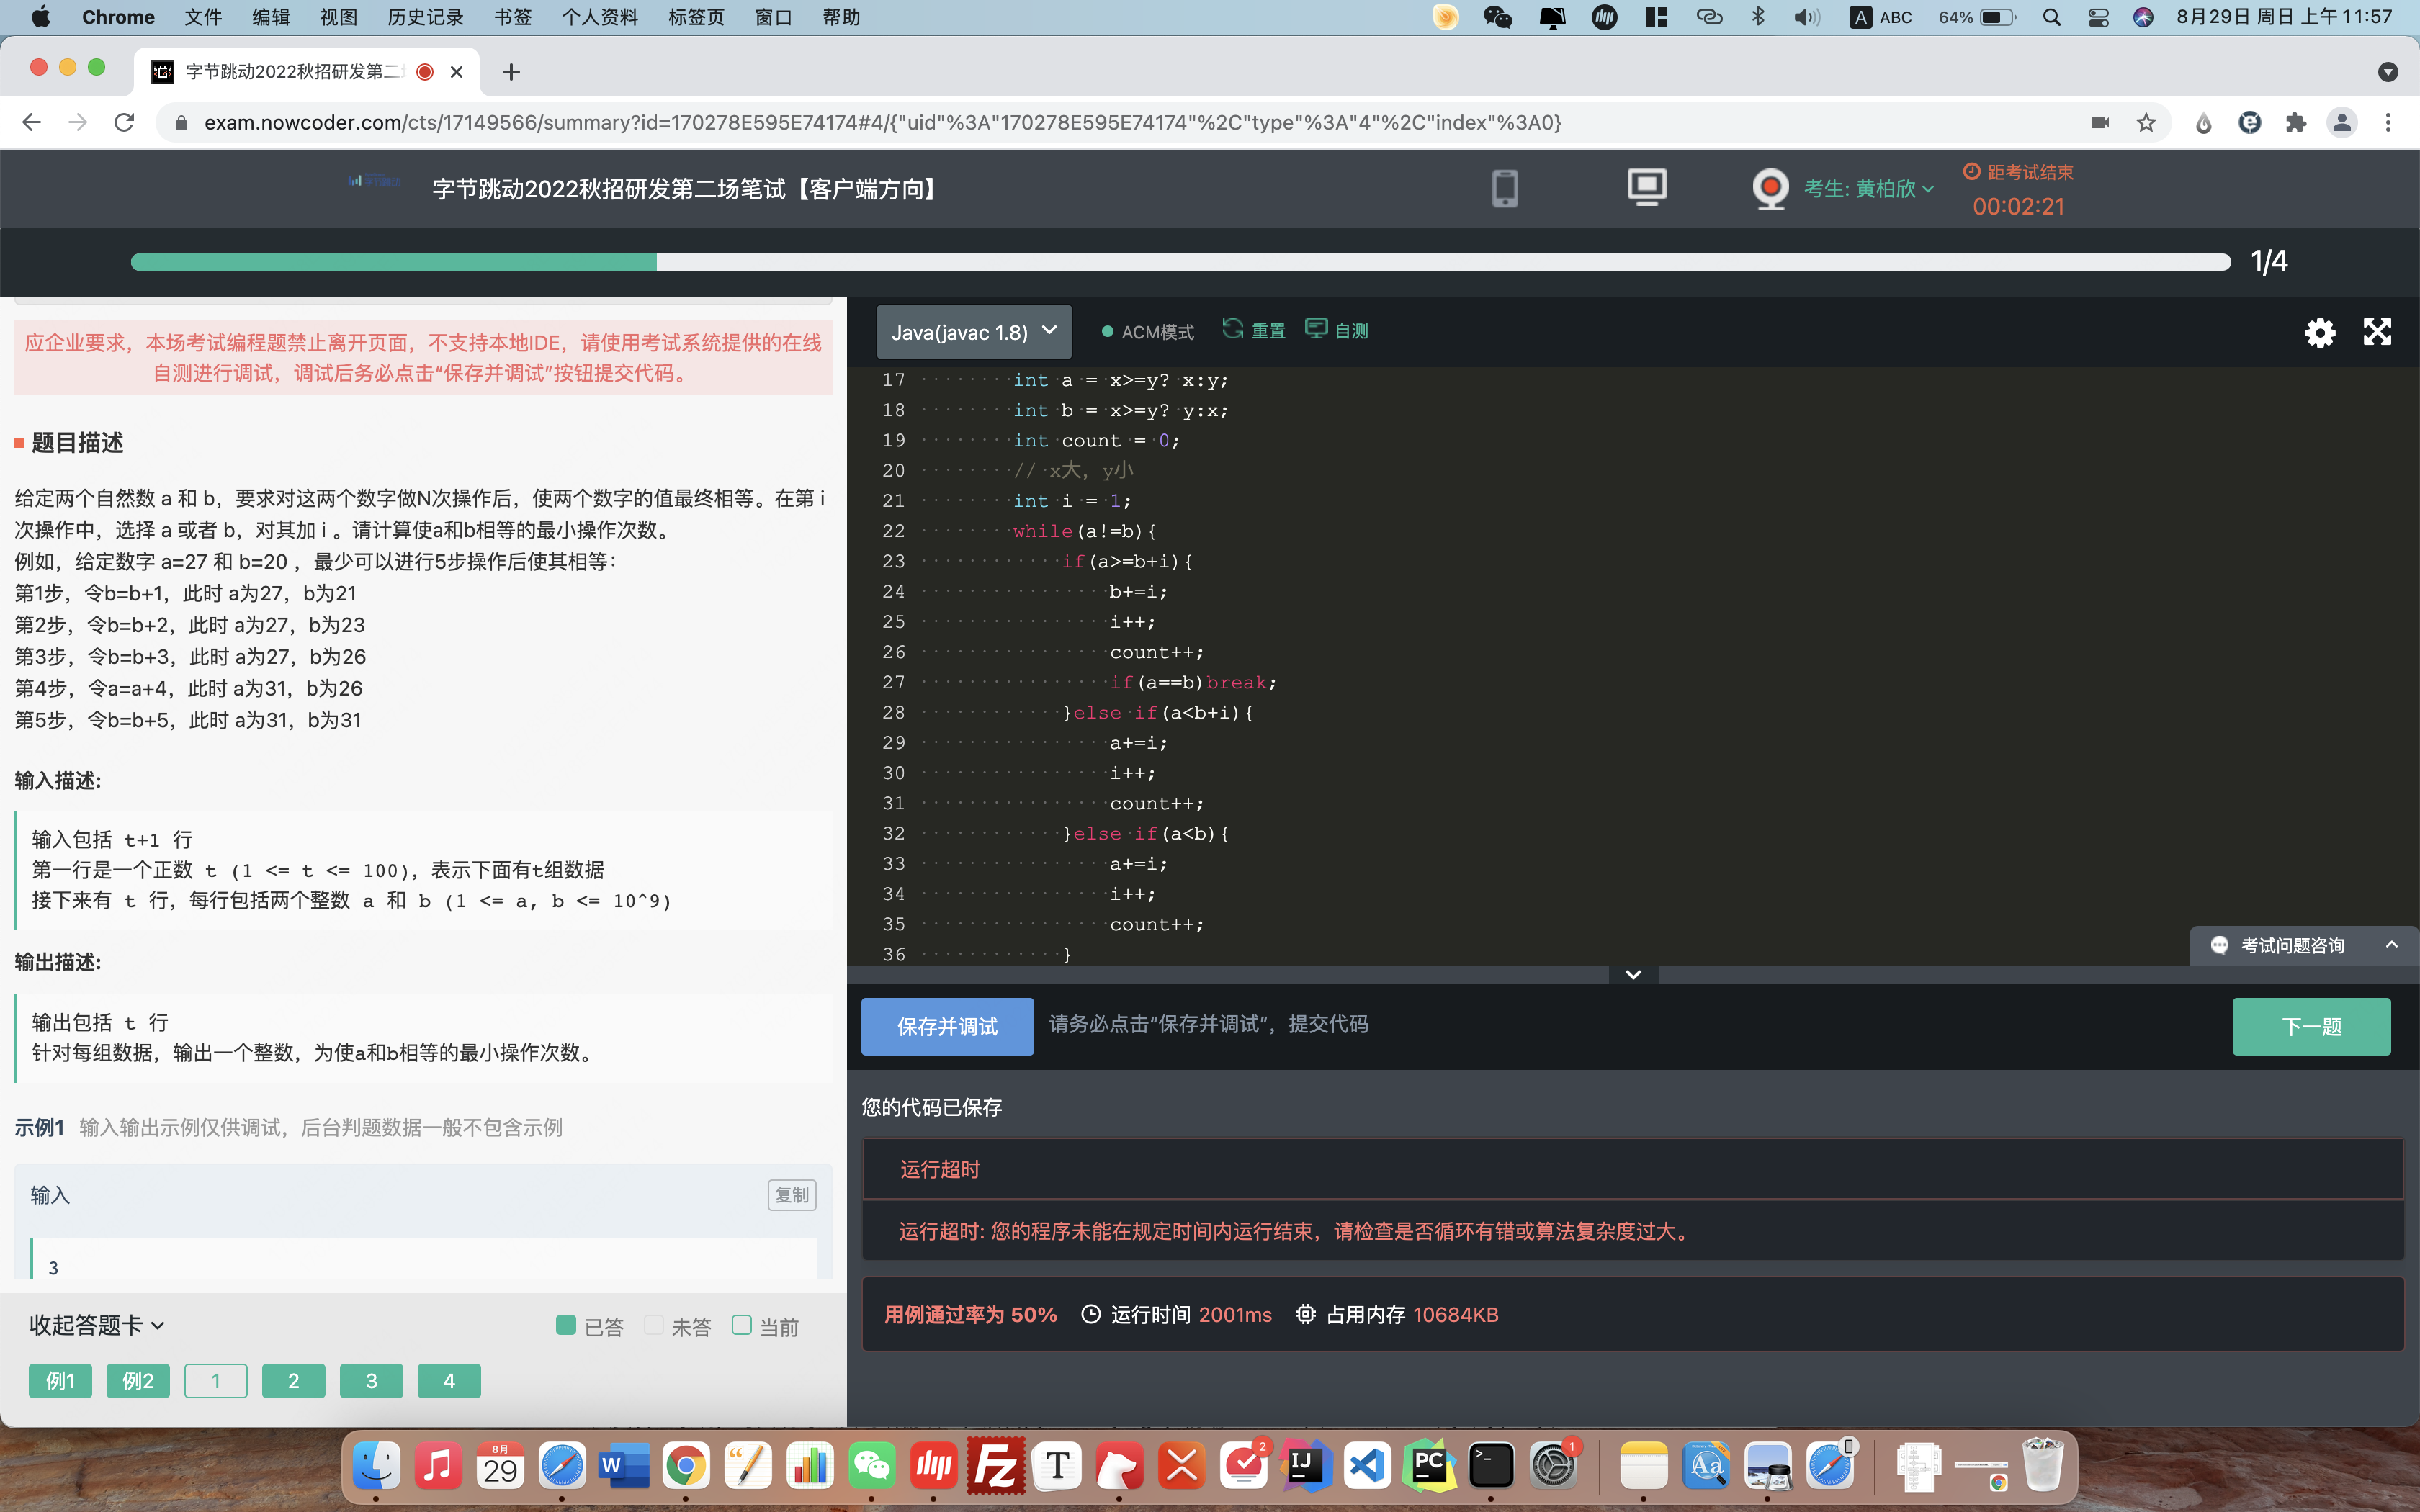 Chrome 文件 编辑 视图 历史记录 书签 个人资料 标签页 窗口 帮助
A ABC 64% 8月29日 周日 上午11:57
字节跳动2022秋招研发第二
exam.nowcoder.com/cts/17149566/summary?id=170278E595E74174#4/{"uid"%3A"170278E595E74174"%2C"type"%3A"4"%2C"index"%3A0}
字节跳动
字节跳动2022秋招研发第二场笔试【客户端方向】
考生: 黄柏欣
距考试结束
00:02:21
1/4
应企业要求，本场考试编程题禁止离开页面，不支持本地IDE，请使用考试系统提供的在线
自测进行调试，调试后务必点击“保存并调试”按钮提交代码。
题目描述
给定两个自然数 a 和 b，要求对这两个数字做N次操作后，使两个数字的值最终相等。在第 i
次操作中，选择 a 或者 b，对其加 i 。请计算使a和b相等的最小操作次数。
例如，给定数字 a=27 和 b=20 ，最少可以进行5步操作后使其相等：
第1步，令b=b+1，此时 a为27，b为21
第2步，令b=b+2，此时 a为27，b为23
第3步，令b=b+3，此时 a为27，b为26
第4步，令a=a+4，此时 a为31，b为26
第5步，令b=b+5，此时 a为31，b为31
输入描述:
输入包括 t+1 行
第一行是一个正数 t (1 <= t <= 100)，表示下面有t组数据
接下来有 t 行，每行包括两个整数 a 和 b (1 <= a, b <= 10^9)
输出描述:
输出包括 t 行
针对每组数据，输出一个整数，为使a和b相等的最小操作次数。
示例1 输入输出示例仅供调试，后台判题数据一般不包含示例
输入
复制
3
收起答题卡
已答 未答 当前
例1 例2 1 2 3 4
Java(javac 1.8) ACM模式 重置 自测
17 int a = x>=y? x:y;
18 int b = x>=y? y:x;
19 int count = 0;
20 // x大，y小
21 int i = 1;
22 while(a!=b){
23 if(a>=b+i){
24 b+=i;
25 i++;
26 count++;
27 if(a==b)break;
28 }else if(a<b+i){
29 a+=i;
30 i++;
31 count++;
32 }else if(a<b){
33 a+=i;
34 i++;
35 count++;
36 }
考试问题咨询
保存并调试 请务必点击“保存并调试”，提交代码
下一题
您的代码已保存
运行超时
运行超时: 您的程序未能在规定时间内运行结束，请检查是否循环有错或算法复杂度过大。
用例通过率为 50% 运行时间 2001ms 占用内存 10684KB
8月
29
W
Fz
T
2
IJ
PC
>_
1
Aa